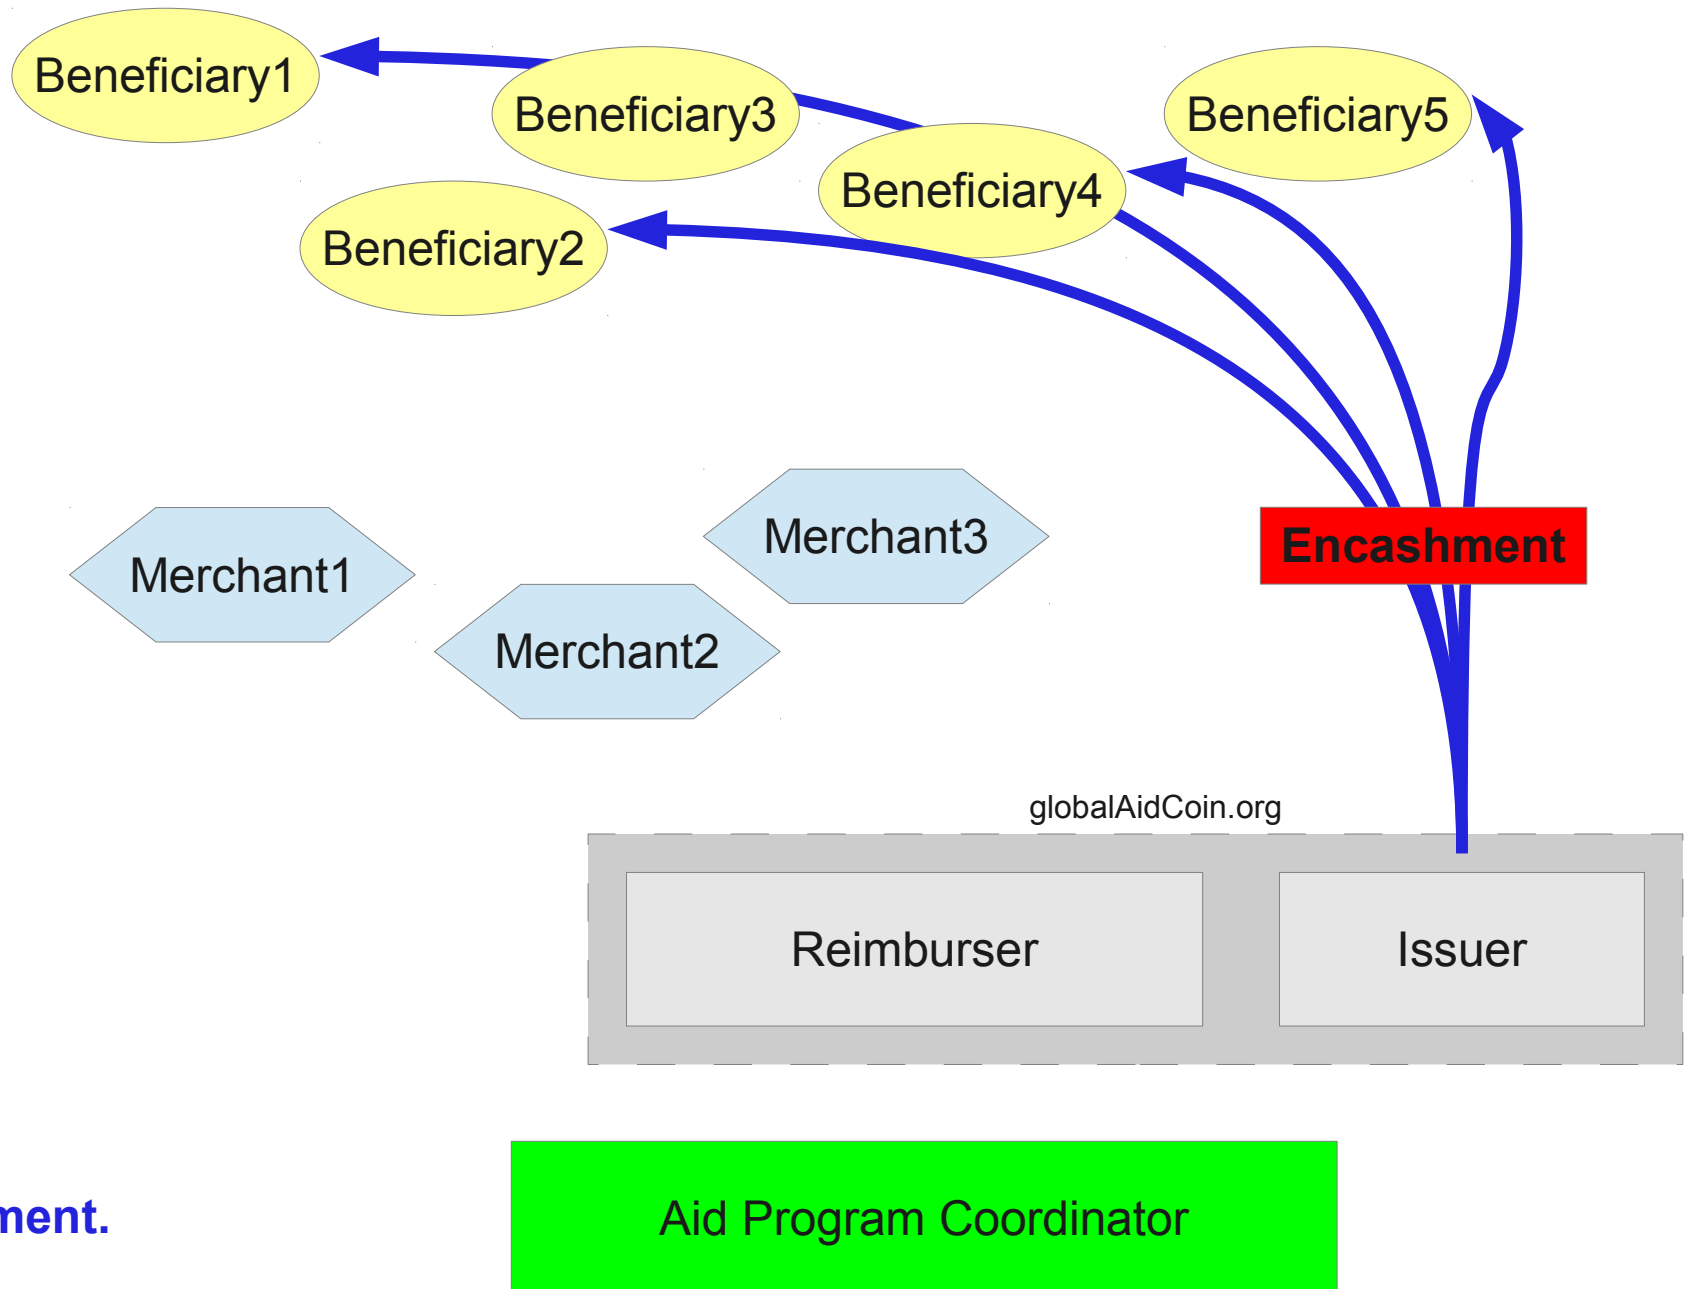 Beneficiary1
Beneficiary3
Beneficiary5
Beneficiary4
Beneficiary2
Merchant3
Encashment
Merchant1
Merchant2
globalAidCoin.org
Reimburser
Issuer
ment.
Aid Program Coordinator